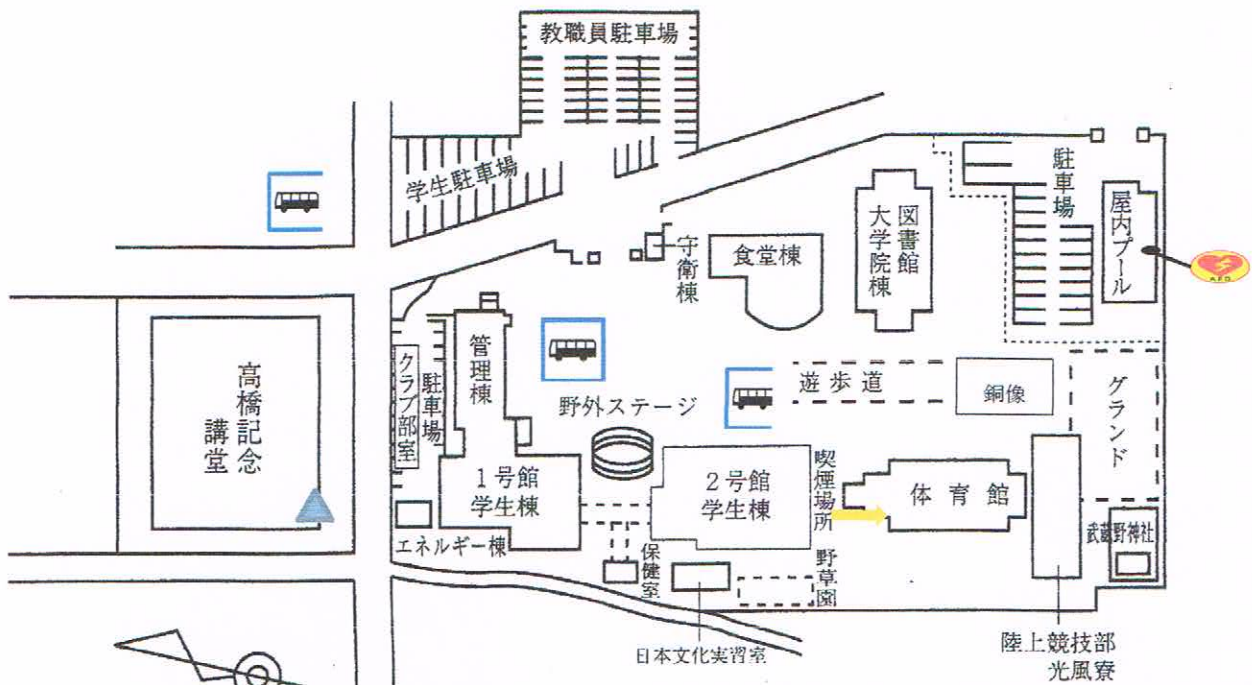 教職員駐車場
学生駐車場
駐車場
屋内プール
A.E.D
守衛棟
食堂棟
図書館
大学院棟
管理棟
駐車場
クラブ部室
高橋記念
講堂
野外ステージ
遊歩道
銅像
グランド
1号館
学生棟
2号館
学生棟
喫煙場所
体育館
武蔵野神社
エネルギー棟
保健室
野草園
日本文化実習室
陸上競技部
光風寮